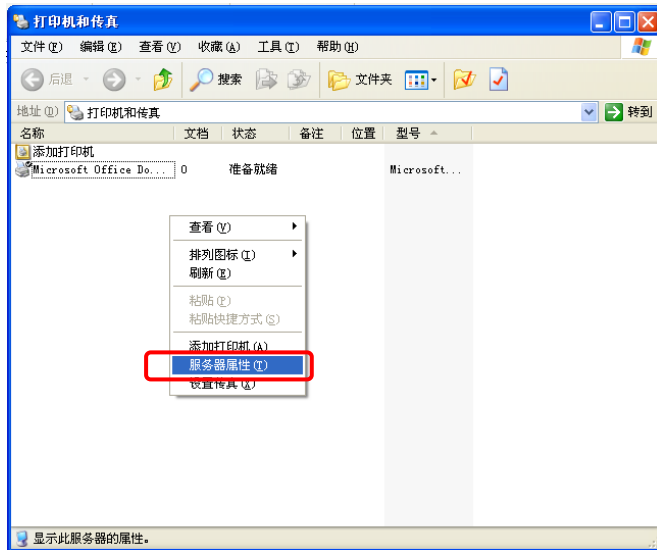 打印机和传真
文件(F) 编辑(E) 查看(V) 收藏(A) 工具(T) 帮助(H)
后退 搜索 文件夹
地址(D) 打印机和传真 转到
名称 文档 状态 备注 位置 型号
添加打印机
Microsoft Office Do... 0 准备就绪 Microsoft...
查看(V)
排列图标(I)
刷新(E)
粘贴(P)
粘贴快捷方式(S)
添加打印机(A)
服务器属性(T)
设置传真(X)
显示此服务器的属性。